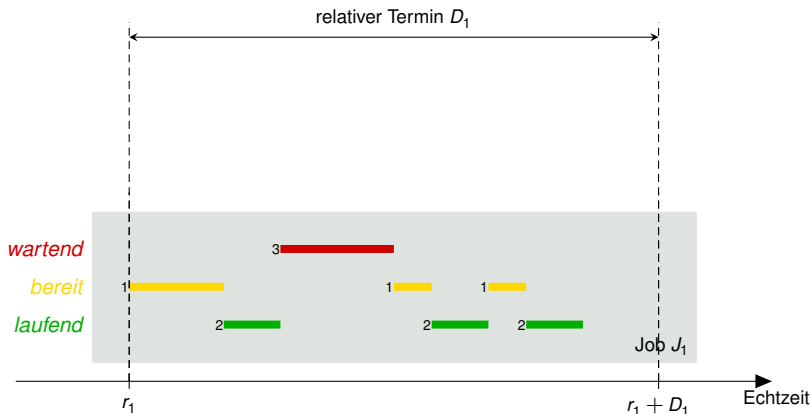 relativer Termin D₁
wartend
3
bereit
1 1 1
laufend
2 2 2
Job J₁
Echtzeit
r₁ r₁ + D₁